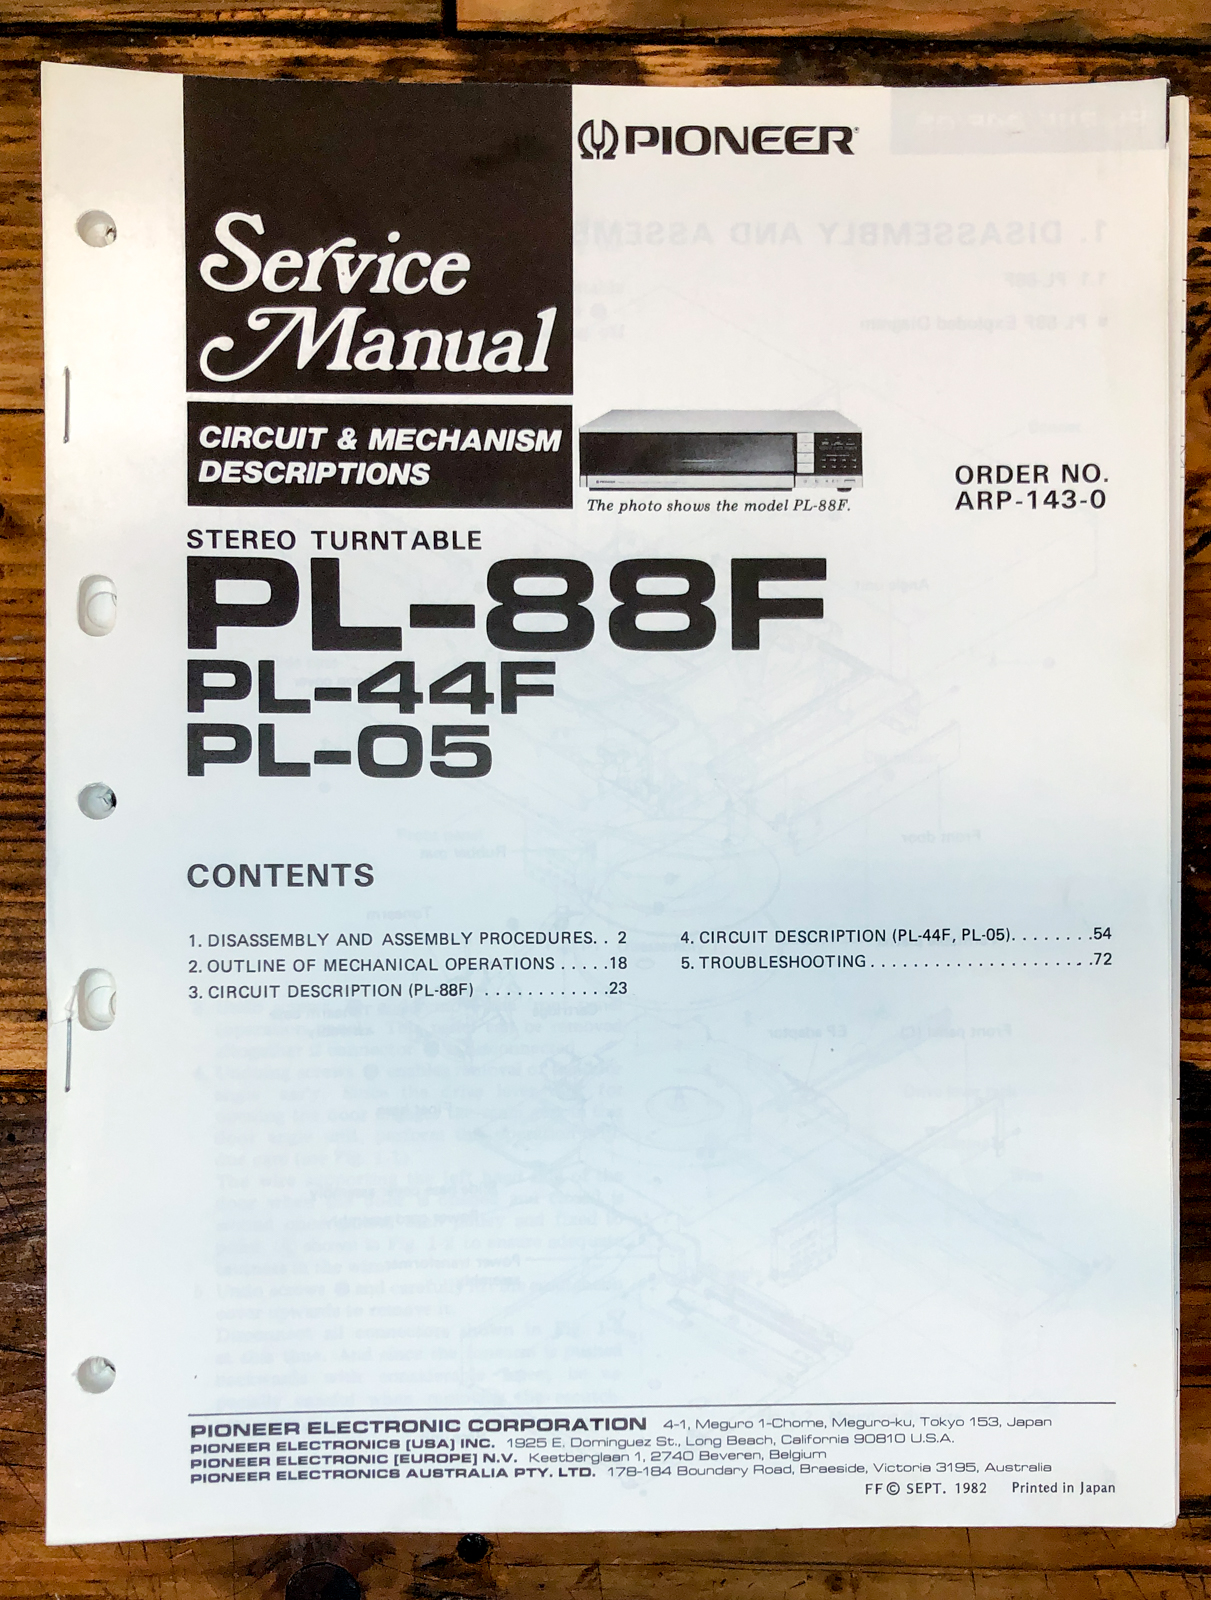 PIONEER
Service
Manual
CIRCUIT & MECHANISM
DESCRIPTIONS
The photo shows the model PL-88F.
ORDER NO.
ARP-143-0
STEREO TURNTABLE
PL-88F
PL-44F
PL-05
CONTENTS
1. DISASSEMBLY AND ASSEMBLY PROCEDURES. . 2
2. OUTLINE OF MECHANICAL OPERATIONS . . . . .18
3. CIRCUIT DESCRIPTION (PL-88F) . . . . . . . . . . . .23
4. CIRCUIT DESCRIPTION (PL-44F, PL-05). . . . . . . .54
5. TROUBLESHOOTING . . . . . . . . . . . . . . . . . . . . .72
PIONEER ELECTRONIC CORPORATION 4-1, Meguro 1-Chome, Meguro-ku, Tokyo 153, Japan
PIONEER ELECTRONICS [USA] INC. 1925 E, Dominguez St., Long Beach, California 90810 U.S.A.
PIONEER ELECTRONIC [EUROPE] N.V. Keetberglaan 1, 2740 Beveren, Belgium
PIONEER ELECTRONICS AUSTRALIA PTY. LTD. 178-184 Boundary Road, Braeside, Victoria 3195, Australia
FF © SEPT. 1982 Printed in Japan